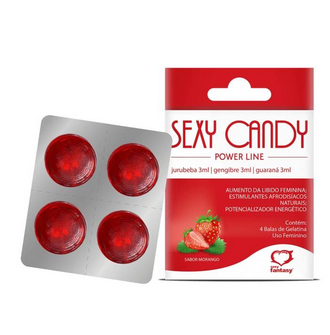 SEXY CANDY
POWER LINE
jurubeba 3ml | gengibre 3ml | guaraná 3ml
AUMENTO DA LIBIDO FEMININA;
ESTIMULANTES AFRODISÍACOS
NATURAIS;
POTENCIALIZADOR ENERGÉTICO
Contém:
4 Balas de Gelatina
Uso Feminino
SABOR MORANGO
fantasy